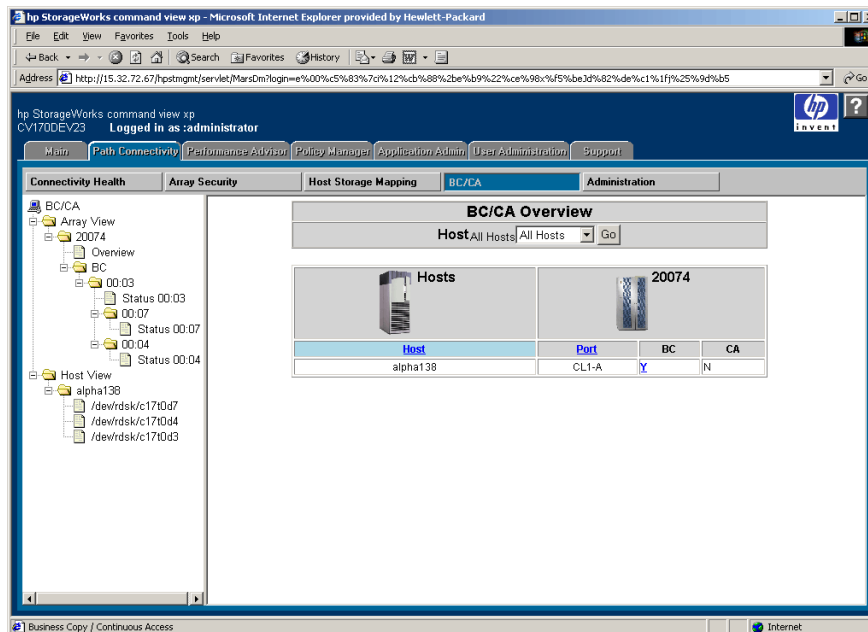 hp StorageWorks command view xp - Microsoft Internet Explorer provided by Hewlett-Packard
File Edit View Favorites Tools Help
Back Search Favorites History
Address http://15.32.72.67/hpstmgmt/servlet/MarsDm?login=e%00%c5%83%7ci%12%cb%88%2be%b9%22%ce%98x%f5%beJd%82%de%c1%1fj%25%9d%b5 Go
hp StorageWorks command view xp
CV170DEV23 Logged in as :administrator
hp
invent
?
Main Path Connectivity Performance Advisor Policy Manager Application Admin User Administration Support
Connectivity Health Array Security Host Storage Mapping BC/CA Administration
BC/CA
Array View
20074
Overview
BC
00:03
Status 00:03
00:07
Status 00:07
00:04
Status 00:04
Host View
alpha138
/dev/rdsk/c17t0d7
/dev/rdsk/c17t0d4
/dev/rdsk/c17t0d3
BC/CA Overview
Host All Hosts All Hosts Go
Hosts 20074
Host Port BC CA
alpha138 CL1-A Y N
Business Copy / Continuous Access Internet